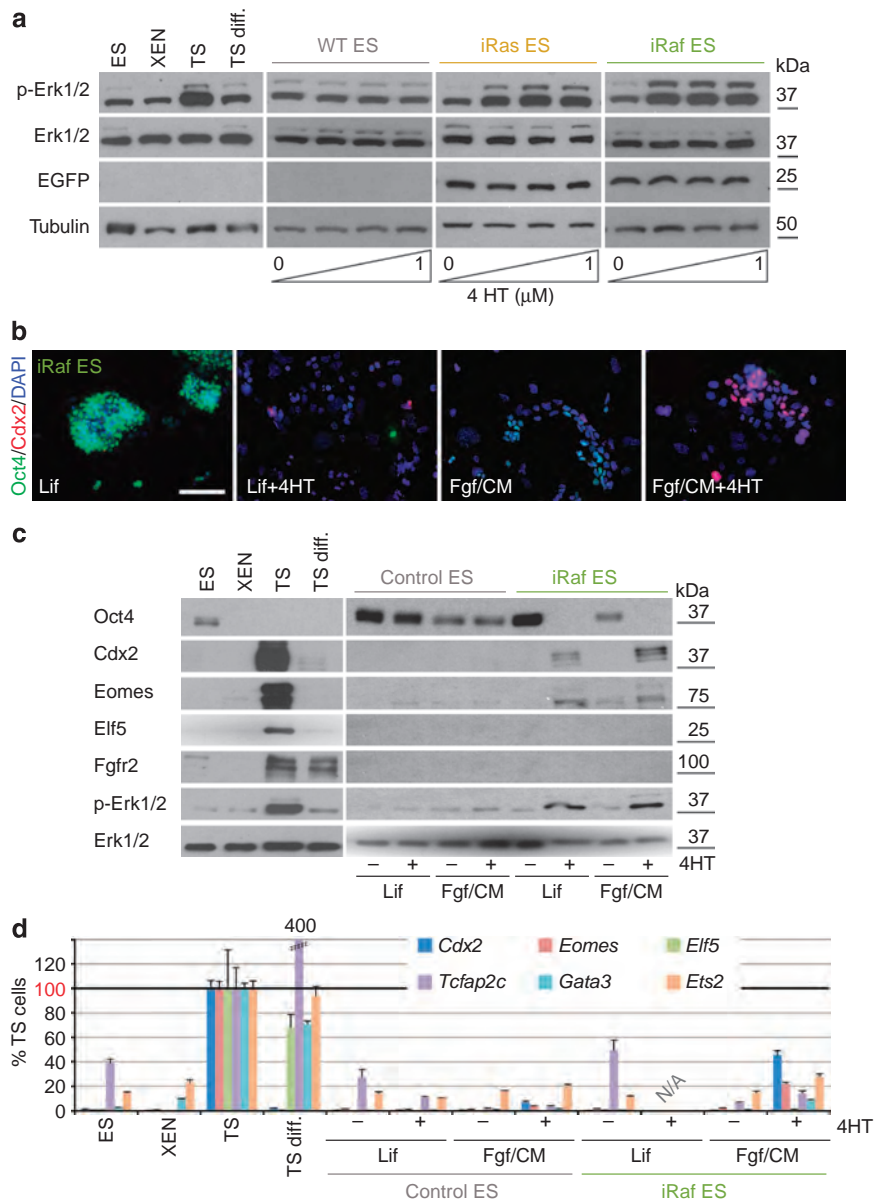 a
ES
XEN
TS
TS diff.
WT ES
iRas ES
iRaf ES
kDa
p-Erk1/2
37
Erk1/2
37
EGFP
25
Tubulin
50
0 1
0 1
0 1
4 HT (μM)
b
Oct4/Cdx2/DAPI
iRaf ES
Lif
Lif+4HT
Fgf/CM
Fgf/CM+4HT
c
ES
XEN
TS
TS diff.
Control ES
iRaf ES
kDa
Oct4
37
Cdx2
37
Eomes
75
Elf5
25
Fgfr2
100
p-Erk1/2
37
Erk1/2
37
– + – + – + – + 4HT
Lif Fgf/CM Lif Fgf/CM
d
400
Cdx2 Eomes Elf5
Tcfap2c Gata3 Ets2
% TS cells
120
100
80
60
40
20
0
N/A
ES
XEN
TS
TS diff.
– + – + – + – + 4HT
Lif Fgf/CM Lif Fgf/CM
Control ES iRaf ES